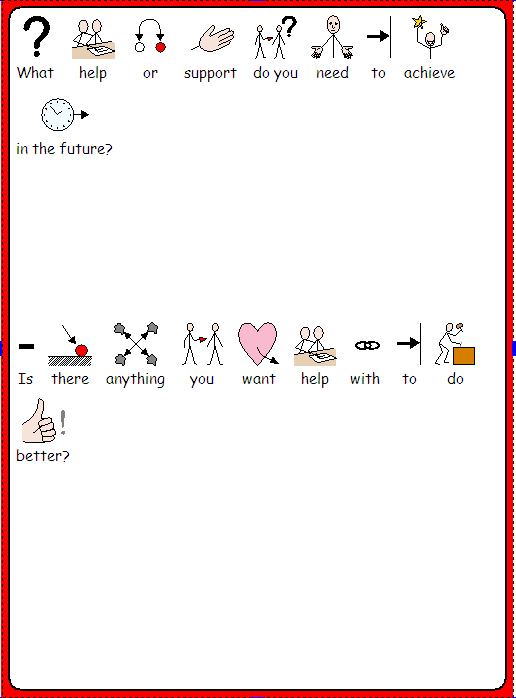 What help or support do you need to achieve
in the future?
Is there anything you want help with to do
better?